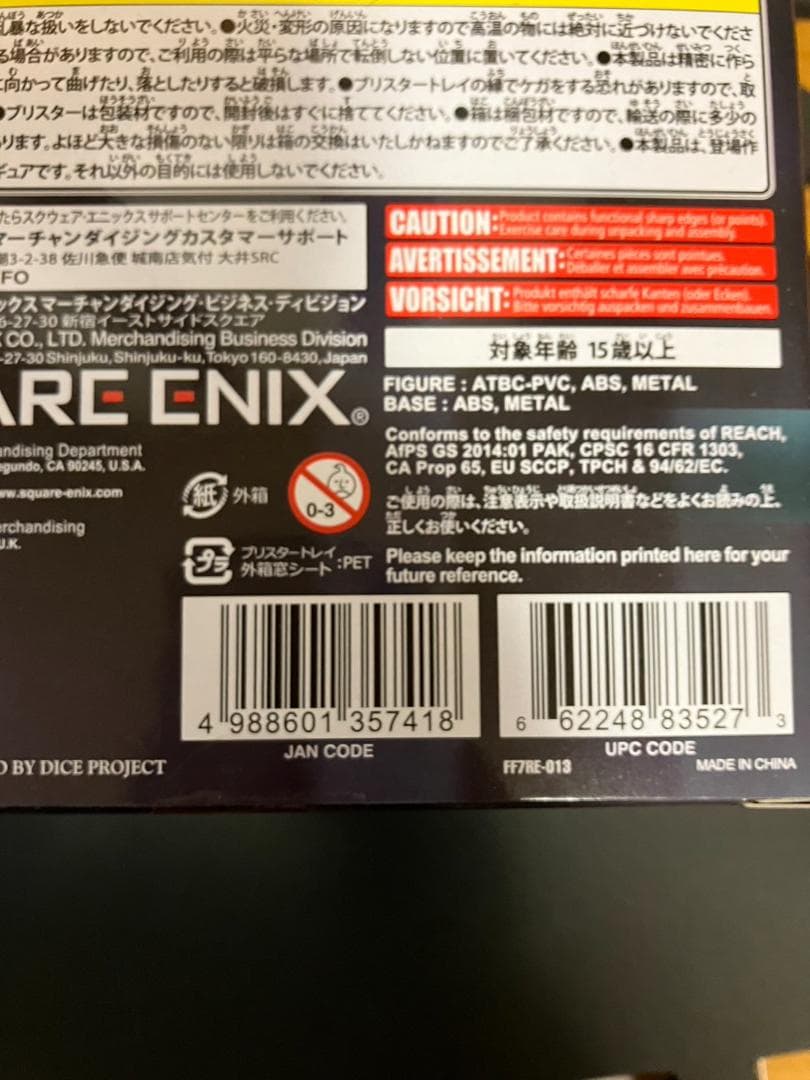 乱暴な扱いをしないでください。●火災・変形の原因になりますので高温の物には絶対に近づけないでくださ
る場合がありますので、ご利用の際は平らな場所で転倒しない位置に置いてください。●本製品は精密に作ら
に向かって曲げたり、落としたりすると破損します。●ブリスタートレイの縁でケガをする恐れがありますので、取
●ブリスターは包装材ですので、開封後はすぐに捨ててください。●箱は梱包材ですので、輸送の際に多少の
ります。よほど大きな損傷のない限りは箱の交換はいたしかねますのでご了承ください。●本製品は、登場作
ギュアです。それ以外の目的には使用しないでください。
たらスクウェア・エニックスサポートセンターをご利用ください。
マーチャンダイジングカスタマーサポート
3-2-38 佐川急便 城南店気付 大井SRC
FO
ックス マーチャンダイジング・ビジネス・ディビジョン
6-27-30 新宿イーストサイドスクエア
X CO., LTD. Merchandising Business Division
-27-30 Shinjuku, Shinjuku-ku, Tokyo 160-8430, Japan
ARE ENIX®
andising Department
egundo, CA 90245, U.S.A.
ww.square-enix.com
erchandising
U.K.
CAUTION: Product contains functional sharp edges (or points). Exercise care during unpacking and assembly.
AVERTISSEMENT: Certaines pièces sont pointues. Déballer et assembler avec précaution.
VORSICHT: Produkt enthält scharfe Kanten (oder Ecken). Bitte vorsichtig auspacken und zusammenbauen.
対象年齢 15歳以上
FIGURE : ATBC-PVC, ABS, METAL
BASE : ABS, METAL
Conforms to the safety requirements of REACH,
AfPS GS 2014:01 PAK, CPSC 16 CFR 1303,
CA Prop 65, EU SCCP, TPCH & 94/62/EC.
ご使用の際は、注意表示や取扱説明書などをよくお読みの上、
正しくお使いください。
Please keep the information printed here for your
future reference.
紙 外箱
0-3
プラ ブリスタートレイ
外箱窓シート :PET
4 988601 357418
JAN CODE
6 62248 83527 3
UPC CODE
D BY DICE PROJECT
FF7RE-013
MADE IN CHINA